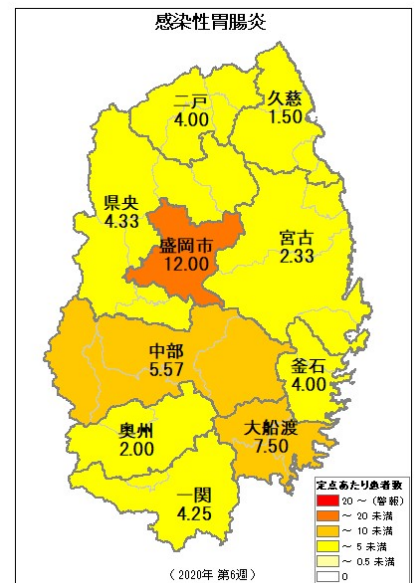 感染性胃腸炎
二戸
4.00
久慈
1.50
県央
4.33
盛岡市
12.00
宮古
2.33
中部
5.57
釜石
4.00
奥州
2.00
大船渡
7.50
一関
4.25
定点あたり患者数
20 ～ (警報)
～ 20 未満
～ 10 未満
～ 5 未満
～ 0.5 未満
0
（2020年 第6週）